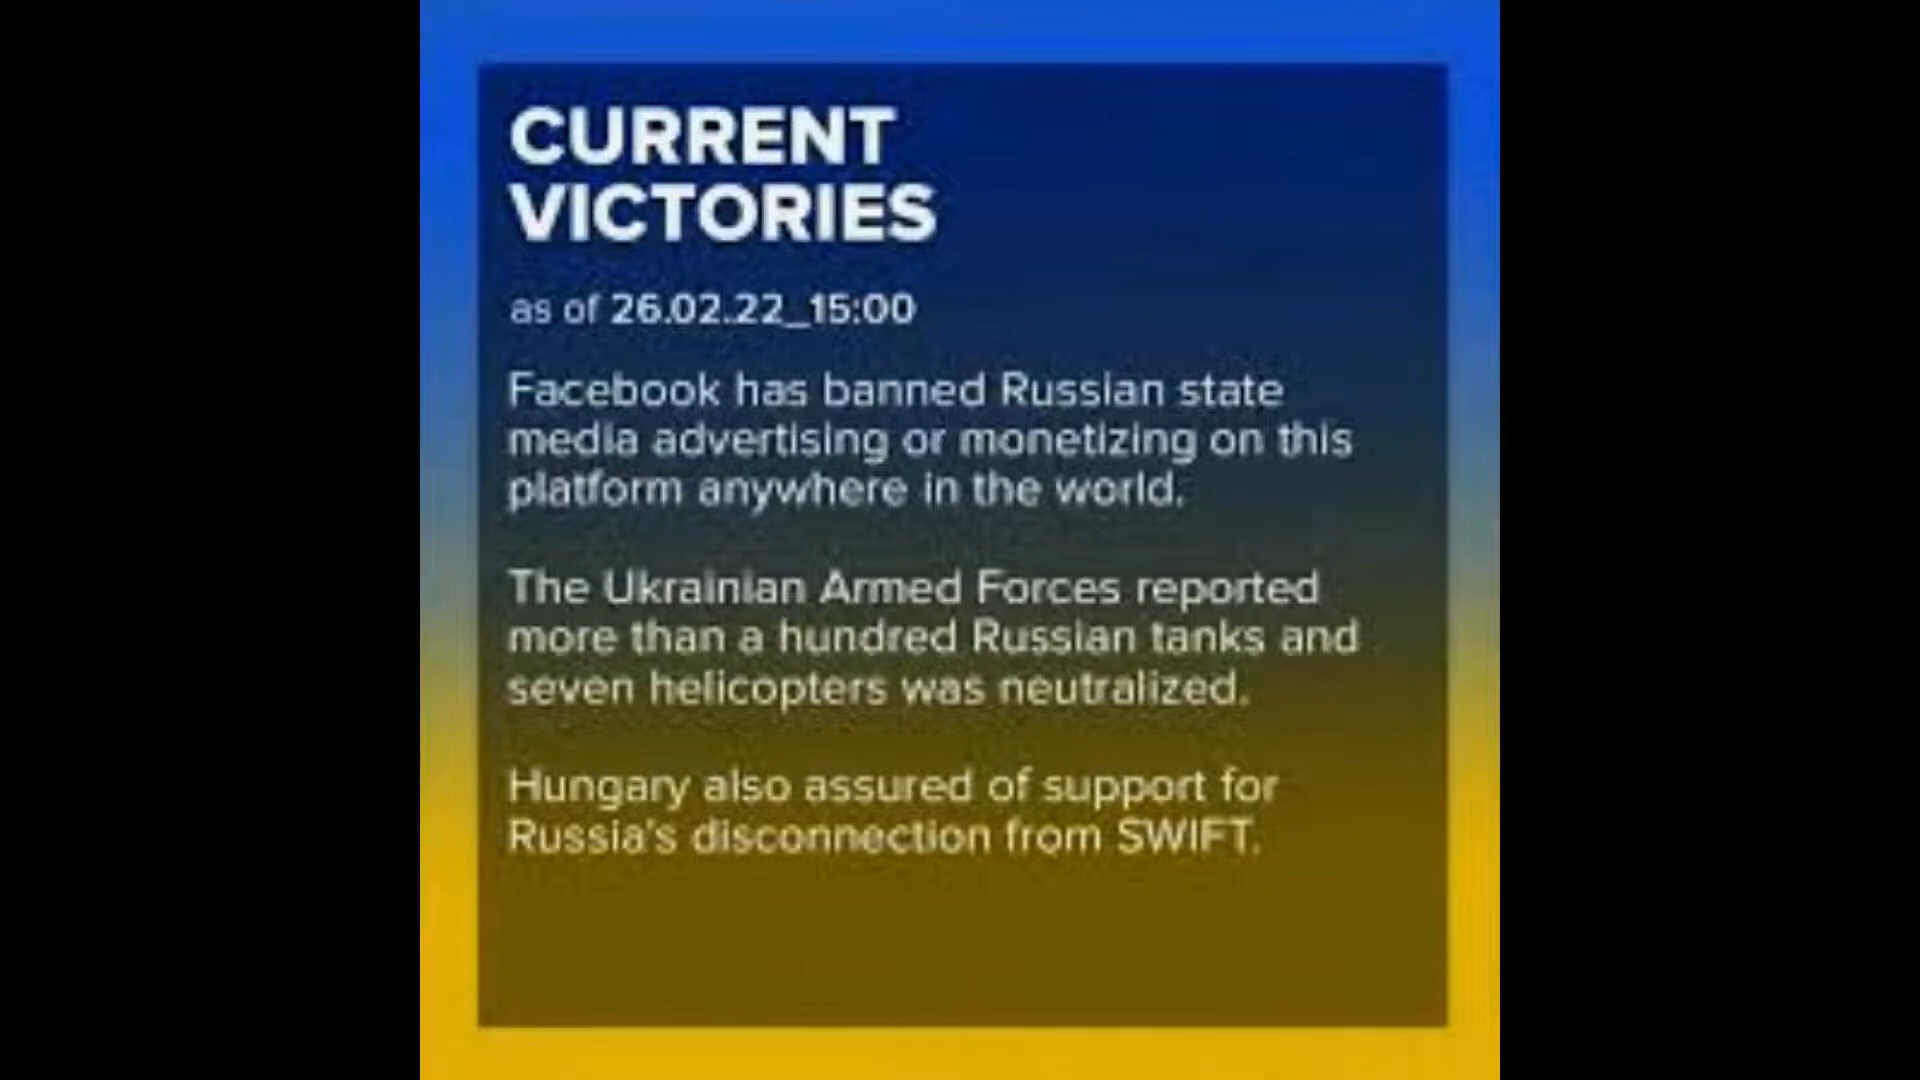 CURRENT
VICTORIES
as of 26.02.22_15:00
Facebook has banned Russian state
media advertising or monetizing on this
platform anywhere in the world.
The Ukrainian Armed Forces reported
more than a hundred Russian tanks and
seven helicopters was neutralized.
Hungary also assured of support for
Russia's disconnection from SWIFT.